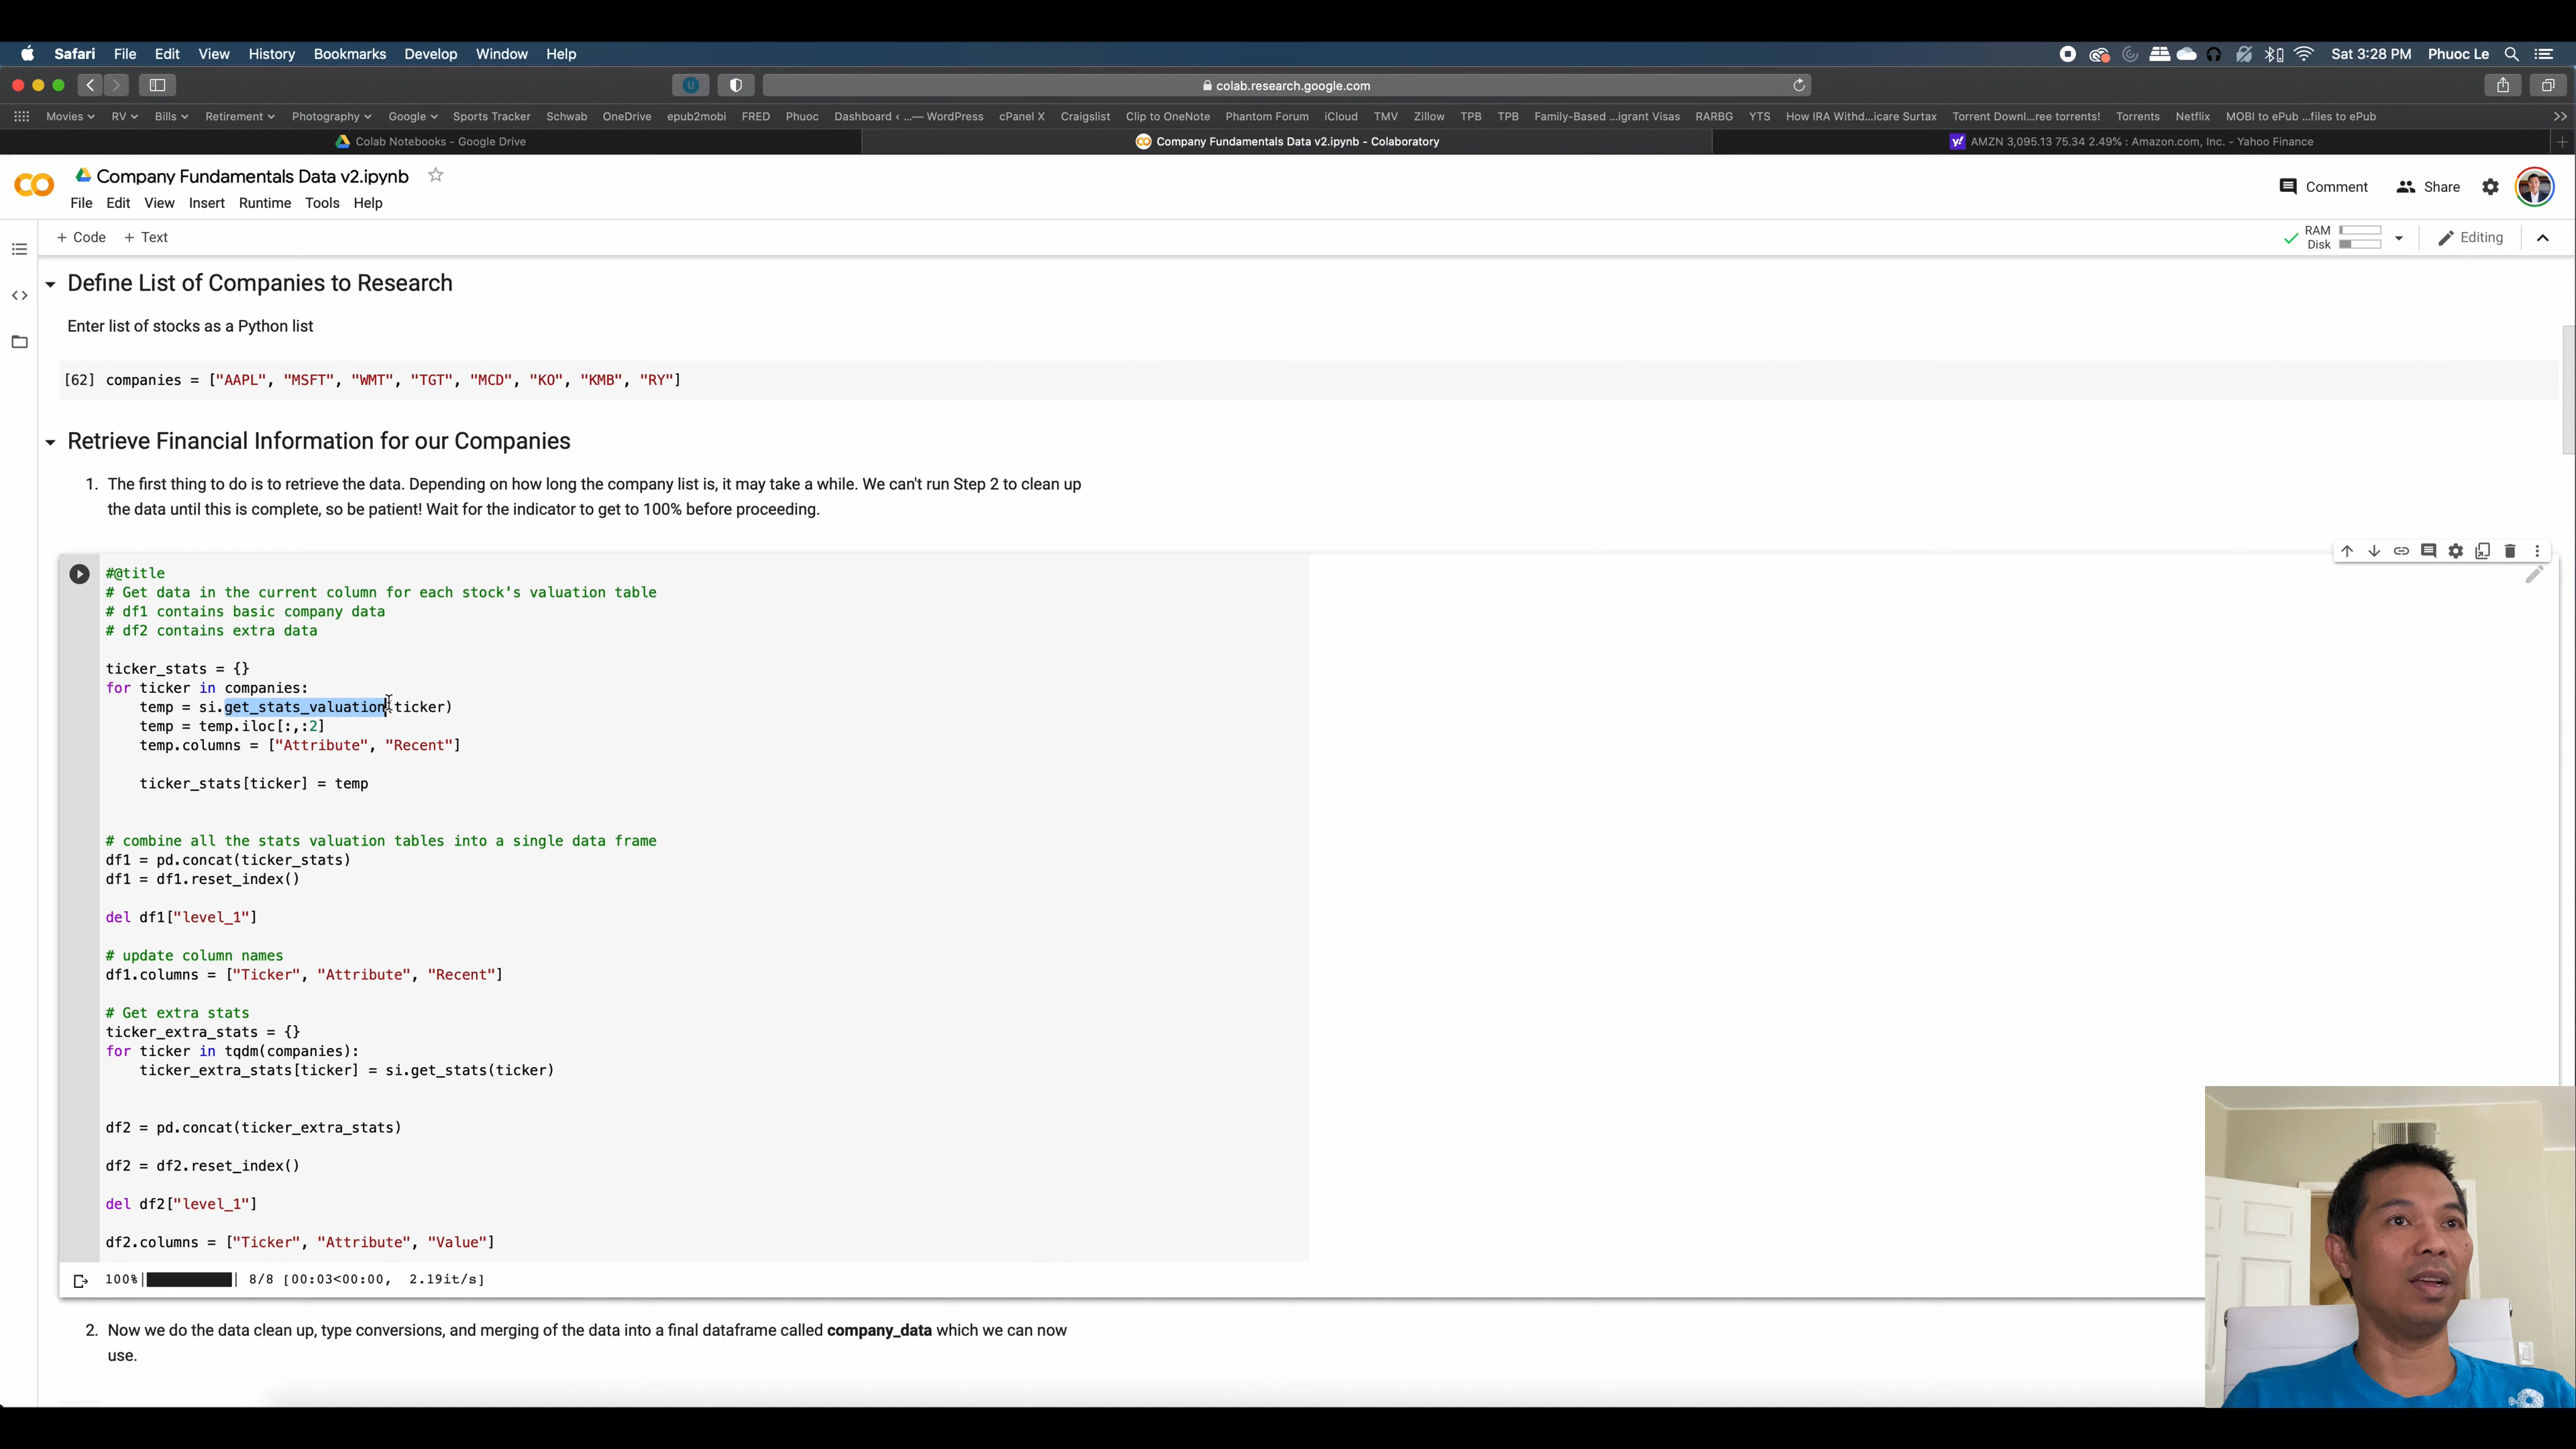 Safari File Edit View History Bookmarks Develop Window Help Sat 3:28 PM Phuoc Le
colab.research.google.com
Movies RV Bills Retirement Photography Google Sports Tracker Schwab OneDrive epub2mobi FRED Phuoc Dashboard ‹ …— WordPress cPanel X Craigslist Clip to OneNote Phantom Forum iCloud TMV Zillow TPB TPB Family-Based …igrant Visas RARBG YTS How IRA Withd…icare Surtax Torrent Downl…ree torrents! Torrents Netflix MOBI to ePub …files to ePub
Colab Notebooks - Google Drive Company Fundamentals Data v2.ipynb - Colaboratory AMZN 3,095.13 75.34 2.49% : Amazon.com, Inc. - Yahoo Finance
Company Fundamentals Data v2.ipynb
Comment Share
File Edit View Insert Runtime Tools Help
+ Code + Text
RAM
Disk
Editing
Define List of Companies to Research
Enter list of stocks as a Python list
[62] companies = ["AAPL", "MSFT", "WMT", "TGT", "MCD", "KO", "KMB", "RY"]
Retrieve Financial Information for our Companies
1. The first thing to do is to retrieve the data. Depending on how long the company list is, it may take a while. We can't run Step 2 to clean up
the data until this is complete, so be patient! Wait for the indicator to get to 100% before proceeding.
#@title
# Get data in the current column for each stock's valuation table
# df1 contains basic company data
# df2 contains extra data
ticker_stats = {}
for ticker in companies:
temp = si.get_stats_valuation(ticker)
temp = temp.iloc[:,:2]
temp.columns = ["Attribute", "Recent"]
ticker_stats[ticker] = temp
# combine all the stats valuation tables into a single data frame
df1 = pd.concat(ticker_stats)
df1 = df1.reset_index()
del df1["level_1"]
# update column names
df1.columns = ["Ticker", "Attribute", "Recent"]
# Get extra stats
ticker_extra_stats = {}
for ticker in tqdm(companies):
ticker_extra_stats[ticker] = si.get_stats(ticker)
df2 = pd.concat(ticker_extra_stats)
df2 = df2.reset_index()
del df2["level_1"]
df2.columns = ["Ticker", "Attribute", "Value"]
100%|██████████| 8/8 [00:03<00:00, 2.19it/s]
2. Now we do the data clean up, type conversions, and merging of the data into a final dataframe called company_data which we can now
use.